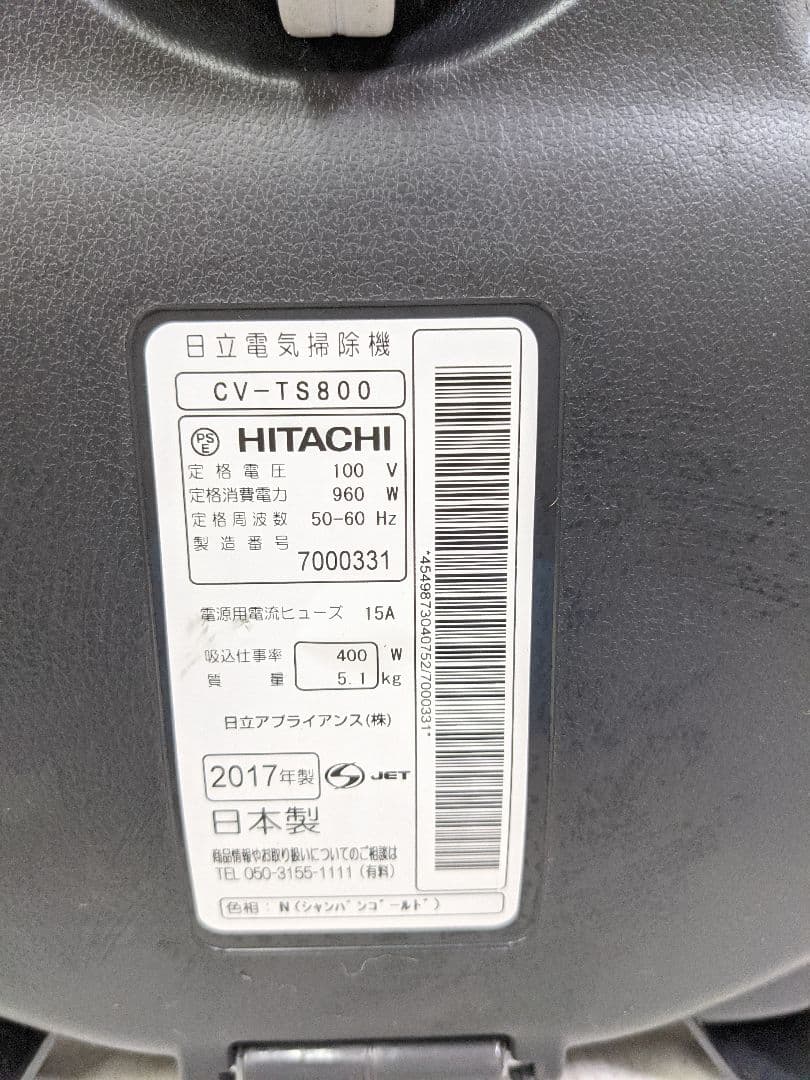 日立電気掃除機
CV-TS800
PS E HITACHI
定格電圧 100 V
定格消費電力 960 W
定格周波数 50-60 Hz
製造番号
7000331
電源用電流ヒューズ 15A
吸込仕事率 400 W
質量 5.1 kg
日立アプライアンス(株)
2017年製 S JET
日本製
商品情報やお取り扱いについてのご相談は
TEL 050-3155-1111 (有料)
色相: N (シャンパンゴールド)
*4549873040752/7000331*